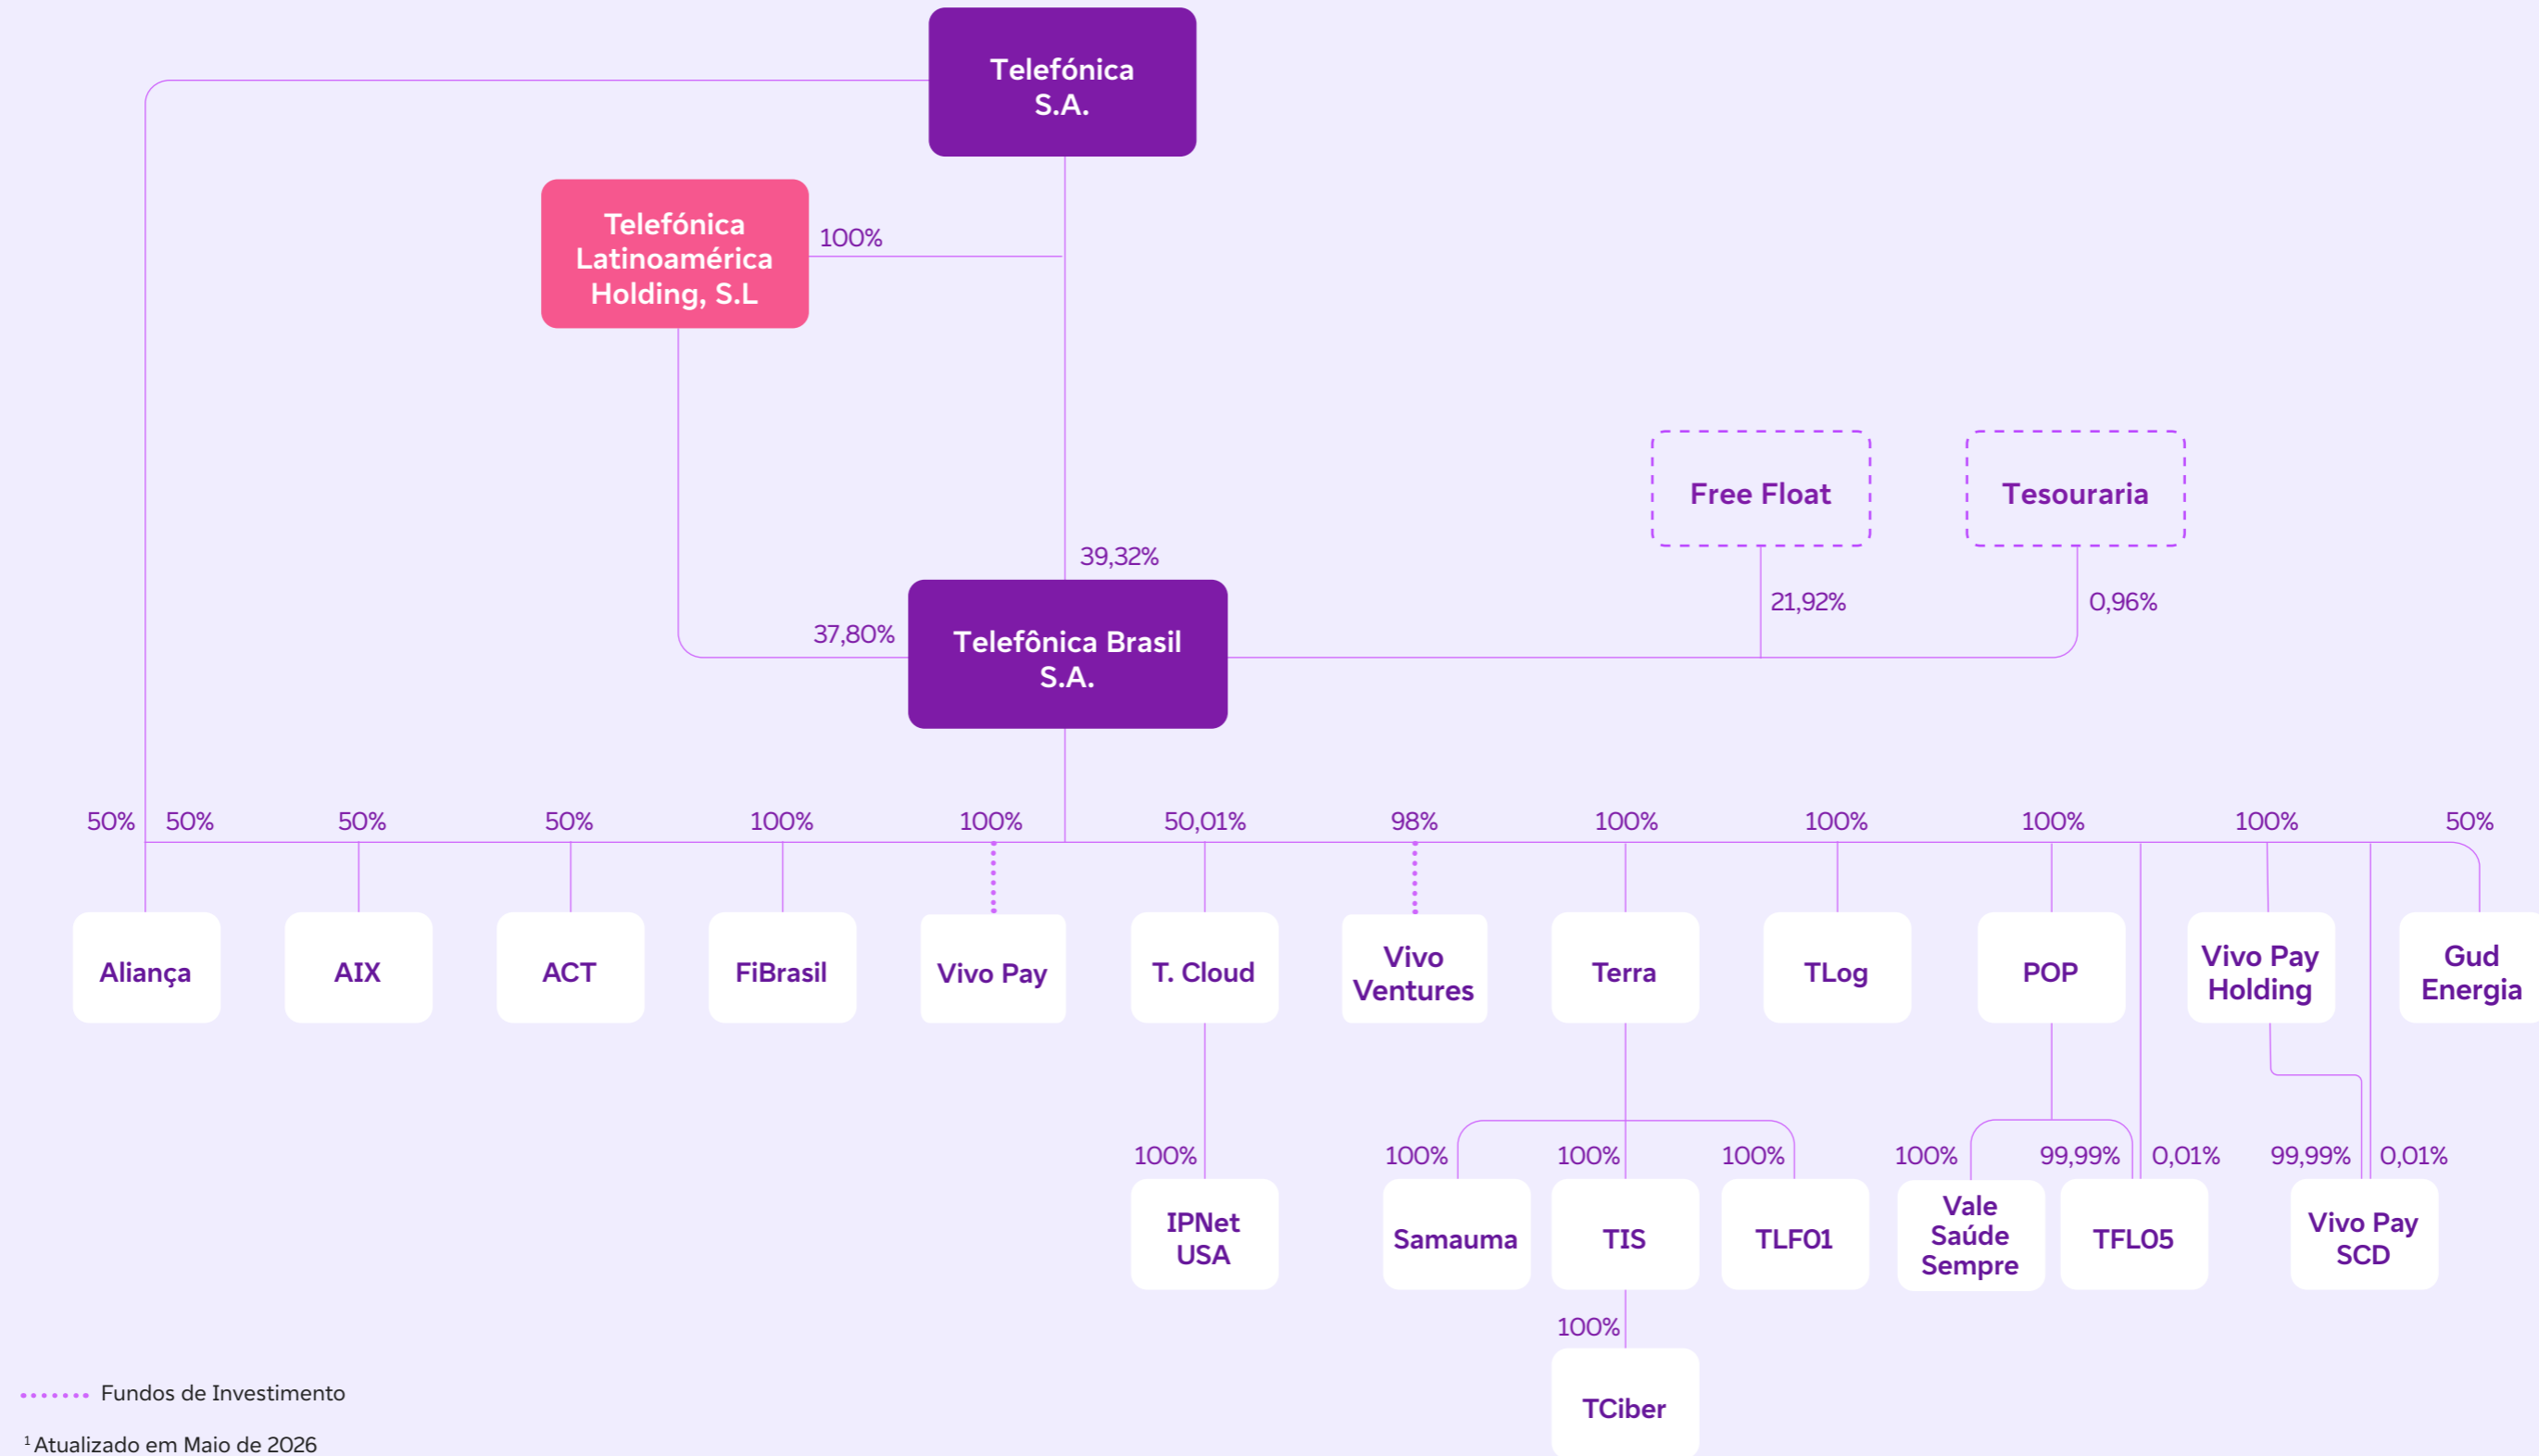 Telefónica
S.A.
Telefónica
Latinoamérica
Holding, S.L
100%
Free Float
Tesouraria
39,32%
21,92%
0,96%
37,80%
Telefônica Brasil
S.A.
50%
50%
50%
50%
100%
100%
50,01%
98%
100%
100%
100%
100%
50%
Aliança
AIX
ACT
FiBrasil
Vivo Pay
T. Cloud
Vivo
Ventures
Terra
TLog
POP
Vivo Pay
Holding
Gud
Energia
100%
100%
100%
100%
100%
99,99%
0,01%
99,99%
0,01%
IPNet
USA
Samauma
TIS
TLF01
Vale
Saúde
Sempre
TFL05
Vivo Pay
SCD
100%
TCiber
Fundos de Investimento
¹ Atualizado em Maio de 2026